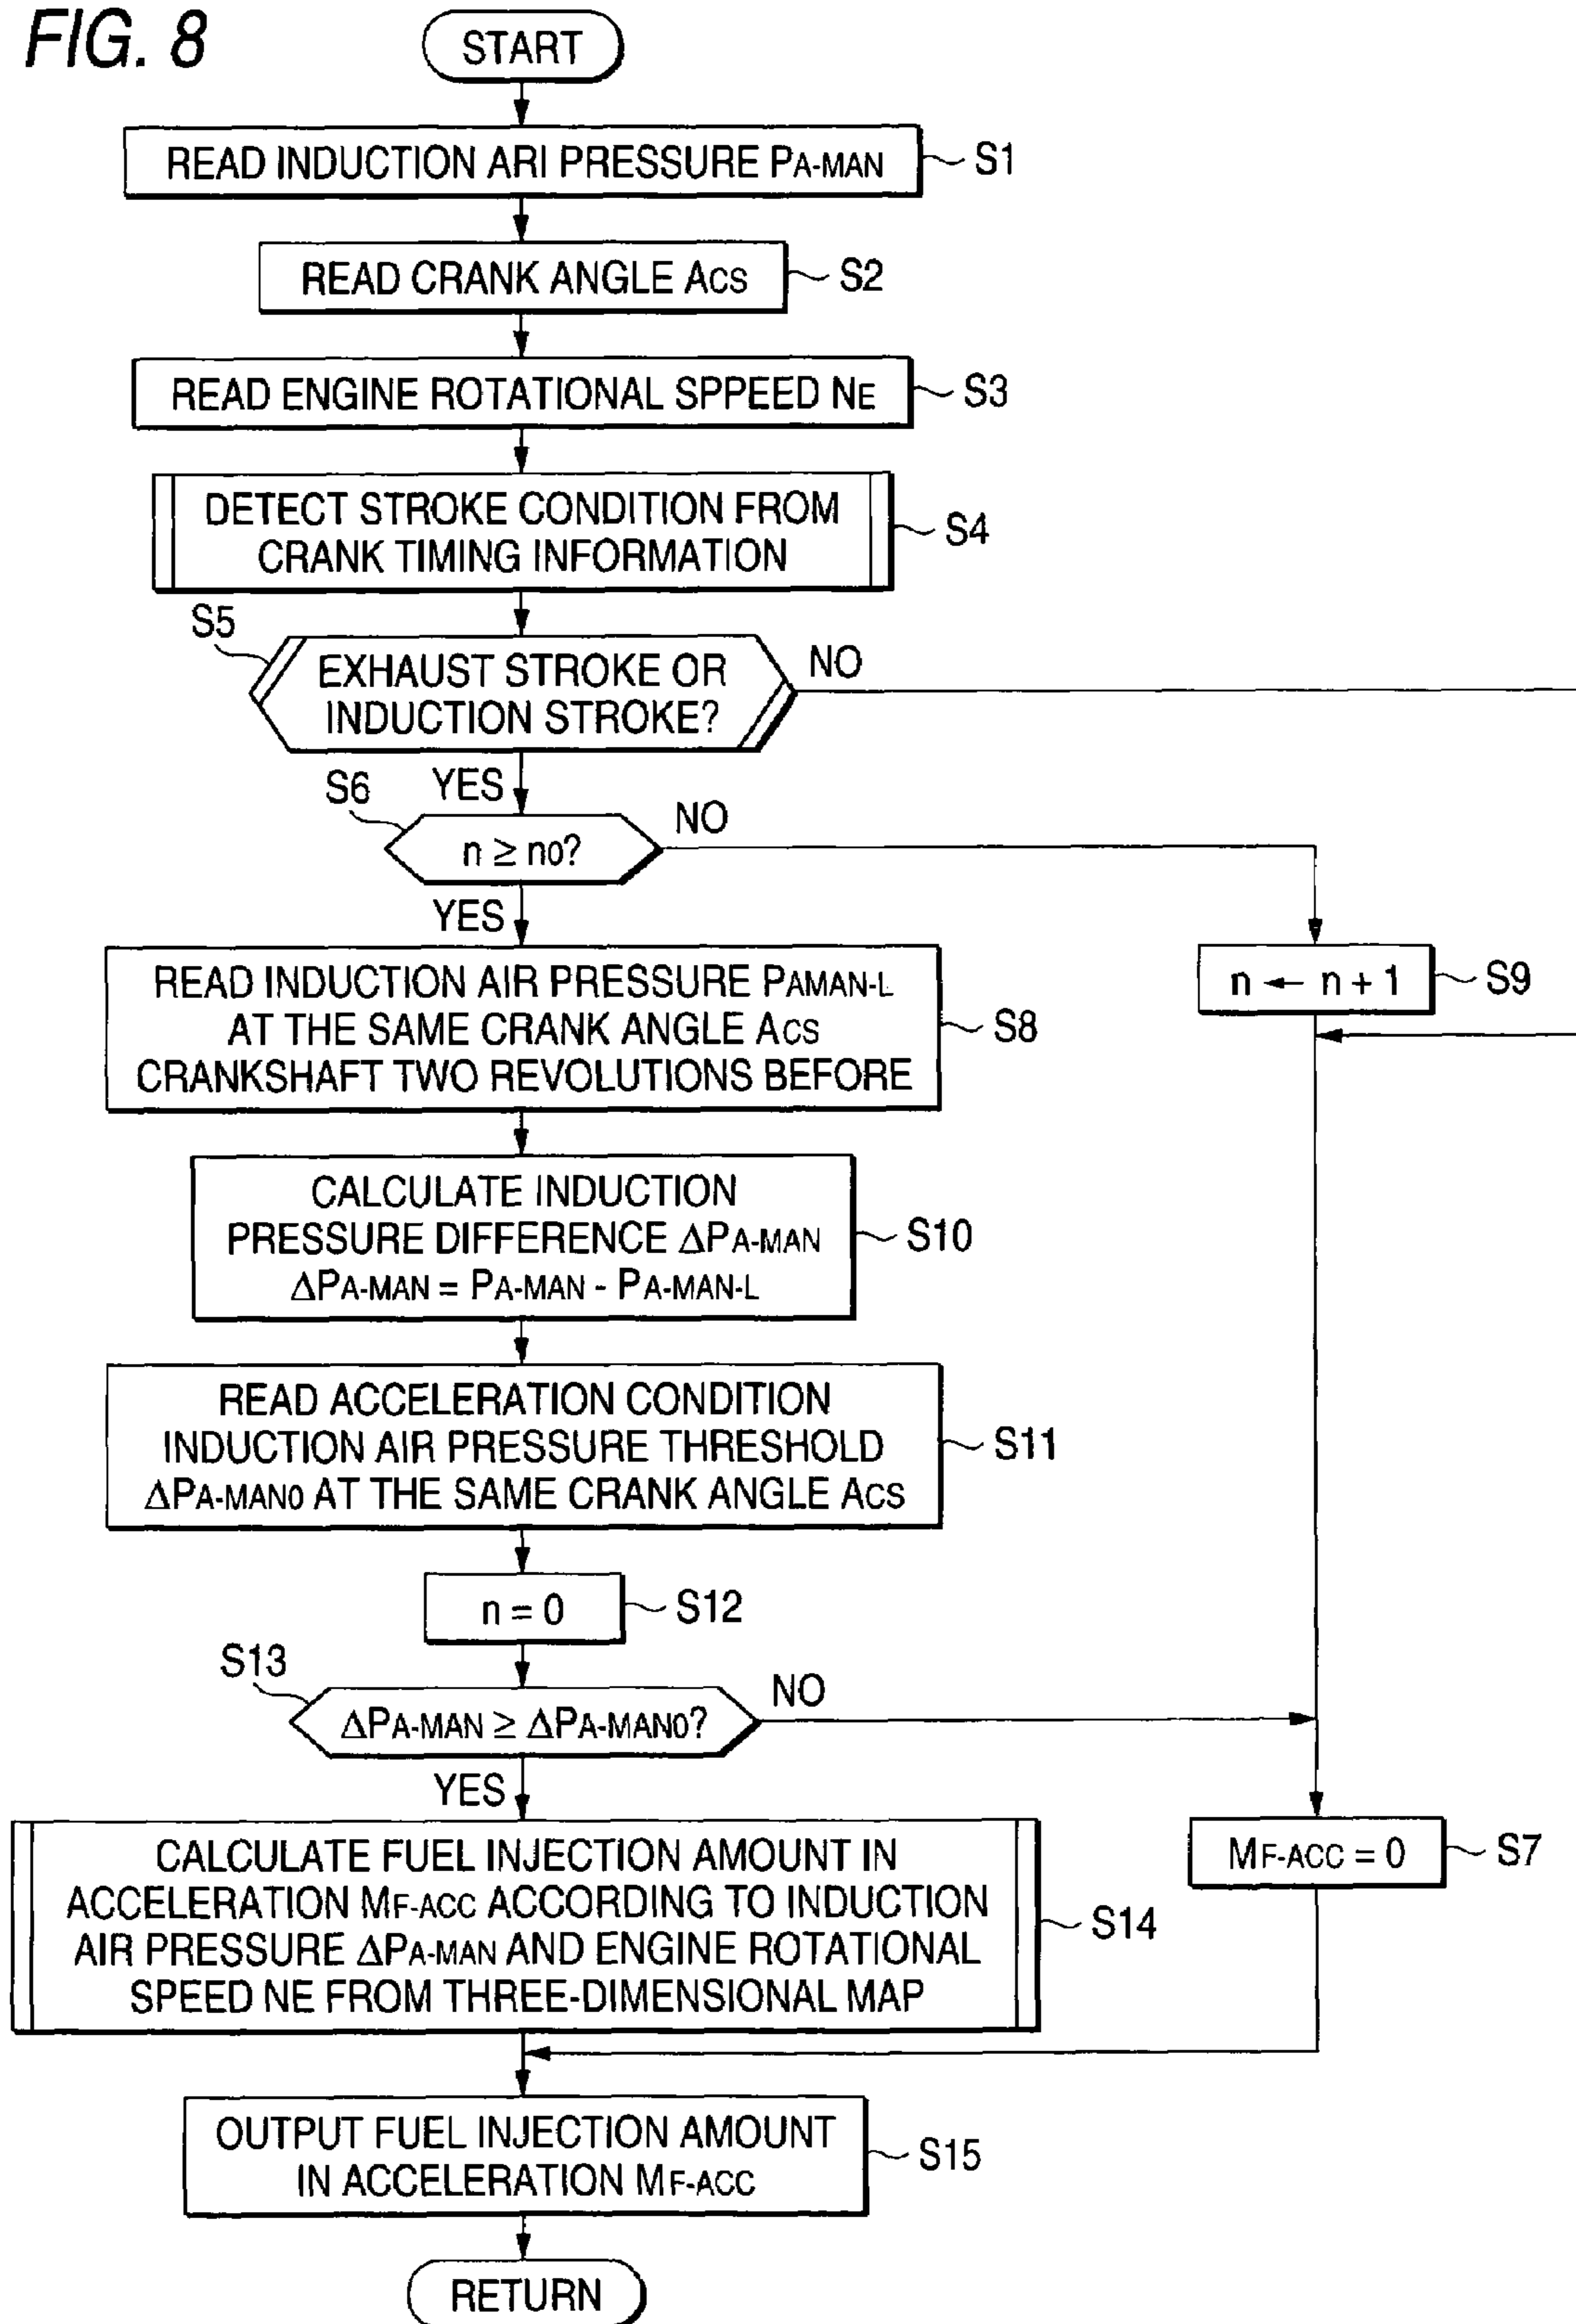 FIG. 8
START
READ INDUCTION ARI PRESSURE PA-MAN
S1
READ CRANK ANGLE ACS
S2
READ ENGINE ROTATIONAL SPPEED NE
S3
DETECT STROKE CONDITION FROM
CRANK TIMING INFORMATION
S4
S5
EXHAUST STROKE OR
INDUCTION STROKE?
NO
YES
S6
n ≥ n0?
NO
YES
READ INDUCTION AIR PRESSURE PAMAN-L
AT THE SAME CRANK ANGLE ACS
CRANKSHAFT TWO REVOLUTIONS BEFORE
S8
n ← n + 1
S9
CALCULATE INDUCTION
PRESSURE DIFFERENCE ΔPA-MAN
ΔPA-MAN = PA-MAN - PA-MAN-L
S10
READ ACCELERATION CONDITION
INDUCTION AIR PRESSURE THRESHOLD
ΔPA-MAN0 AT THE SAME CRANK ANGLE ACS
S11
n = 0
S12
S13
ΔPA-MAN ≥ ΔPA-MAN0?
NO
YES
CALCULATE FUEL INJECTION AMOUNT IN
ACCELERATION MF-ACC ACCORDING TO INDUCTION
AIR PRESSURE ΔPA-MAN AND ENGINE ROTATIONAL
SPEED NE FROM THREE-DIMENSIONAL MAP
S14
MF-ACC = 0
S7
OUTPUT FUEL INJECTION AMOUNT
IN ACCELERATION MF-ACC
S15
RETURN